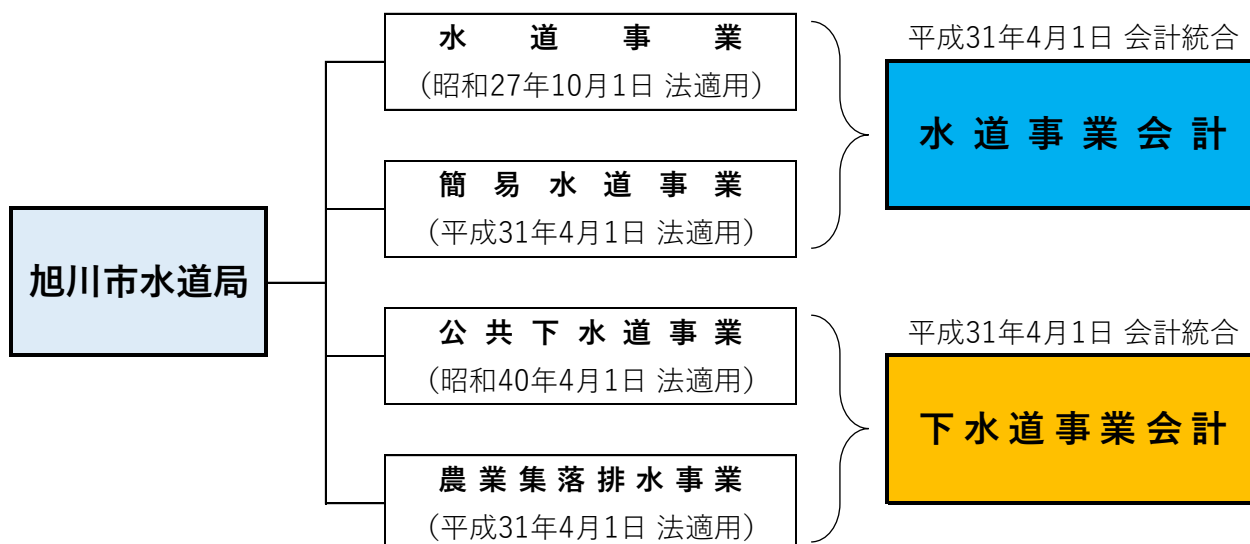 旭川市水道局
水道事業
（昭和27年10月1日 法適用）
簡易水道事業
（平成31年4月1日 法適用）
平成31年4月1日 会計統合
水道事業会計
公共下水道事業
（昭和40年4月1日 法適用）
農業集落排水事業
（平成31年4月1日 法適用）
平成31年4月1日 会計統合
下水道事業会計